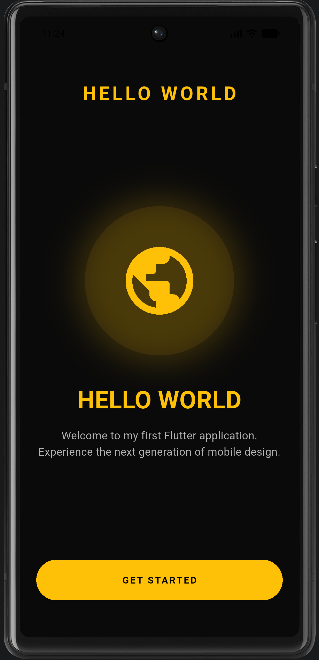 HELLO WORLD
HELLO WORLD
Welcome to my first Flutter application.
Experience the next generation of mobile design.
GET STARTED